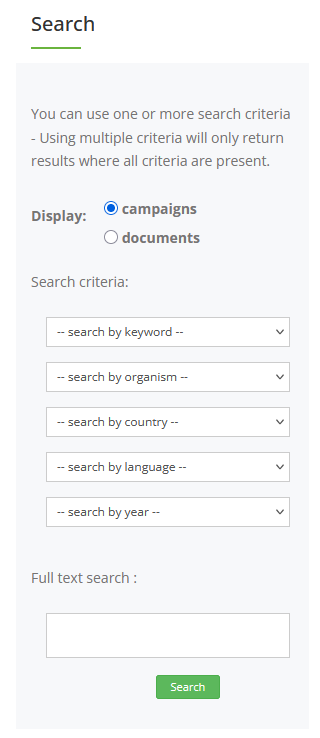 Search
You can use one or more search criteria
- Using multiple criteria will only return
results where all criteria are present.
Display:
campaigns
documents
Search criteria:
-- search by keyword --
-- search by organism --
-- search by country --
-- search by language --
-- search by year --
Full text search :
Search